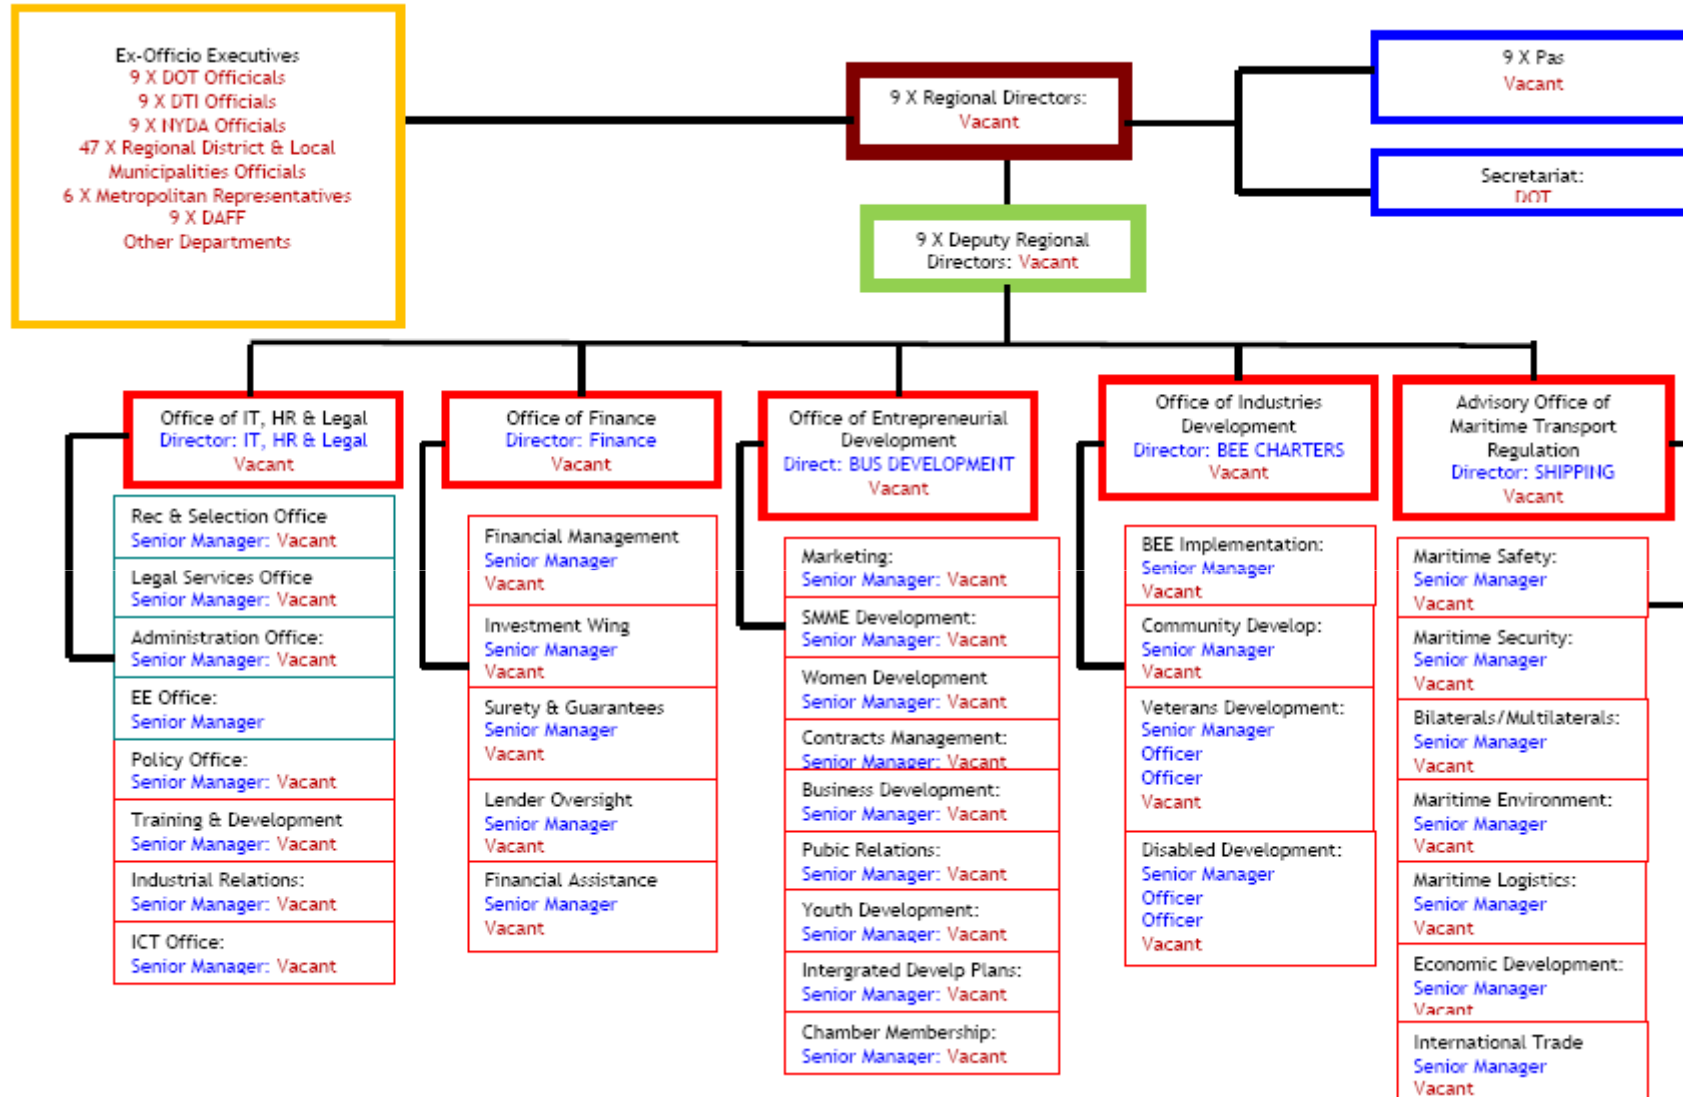 Ex-Officio Executives
9 X DOT Officicals
9 X DTI Officials
9 X NYDA Officials
47 X Regional District & Local
Municipalities Officials
6 X Metropolitan Representatives
9 X DAFF
Other Departments
9 X Regional Directors:
Vacant
9 X Pas
Vacant
Secretariat:
DOT
9 X Deputy Regional
Directors: Vacant
Office of IT, HR & Legal
Director: IT, HR & Legal
Vacant
Rec & Selection Office
Senior Manager: Vacant
Legal Services Office
Senior Manager: Vacant
Administration Office:
Senior Manager: Vacant
EE Office:
Senior Manager
Policy Office:
Senior Manager: Vacant
Training & Development
Senior Manager: Vacant
Industrial Relations:
Senior Manager: Vacant
ICT Office:
Senior Manager: Vacant
Office of Finance
Director: Finance
Vacant
Financial Management
Senior Manager
Vacant
Investment Wing
Senior Manager
Vacant
Surety & Guarantees
Senior Manager
Vacant
Lender Oversight
Senior Manager
Vacant
Financial Assistance
Senior Manager
Vacant
Office of Entrepreneurial
Development
Direct: BUS DEVELOPMENT
Vacant
Marketing:
Senior Manager: Vacant
SMME Development:
Senior Manager: Vacant
Women Development
Senior Manager: Vacant
Contracts Management:
Senior Manager: Vacant
Business Development:
Senior Manager: Vacant
Pubic Relations:
Senior Manager: Vacant
Youth Development:
Senior Manager: Vacant
Intergrated Develp Plans:
Senior Manager: Vacant
Chamber Membership:
Senior Manager: Vacant
Office of Industries
Development
Director: BEE CHARTERS
Vacant
BEE Implementation:
Senior Manager
Vacant
Community Develop:
Senior Manager
Vacant
Veterans Development:
Senior Manager
Officer
Officer
Vacant
Disabled Development:
Senior Manager
Officer
Officer
Vacant
Advisory Office of
Maritime Transport
Regulation
Director: SHIPPING
Vacant
Maritime Safety:
Senior Manager
Vacant
Maritime Security:
Senior Manager
Vacant
Bilaterals/Multilaterals:
Senior Manager
Vacant
Maritime Environment:
Senior Manager
Vacant
Maritime Logistics:
Senior Manager
Vacant
Economic Development:
Senior Manager
Vacant
International Trade
Senior Manager
Vacant